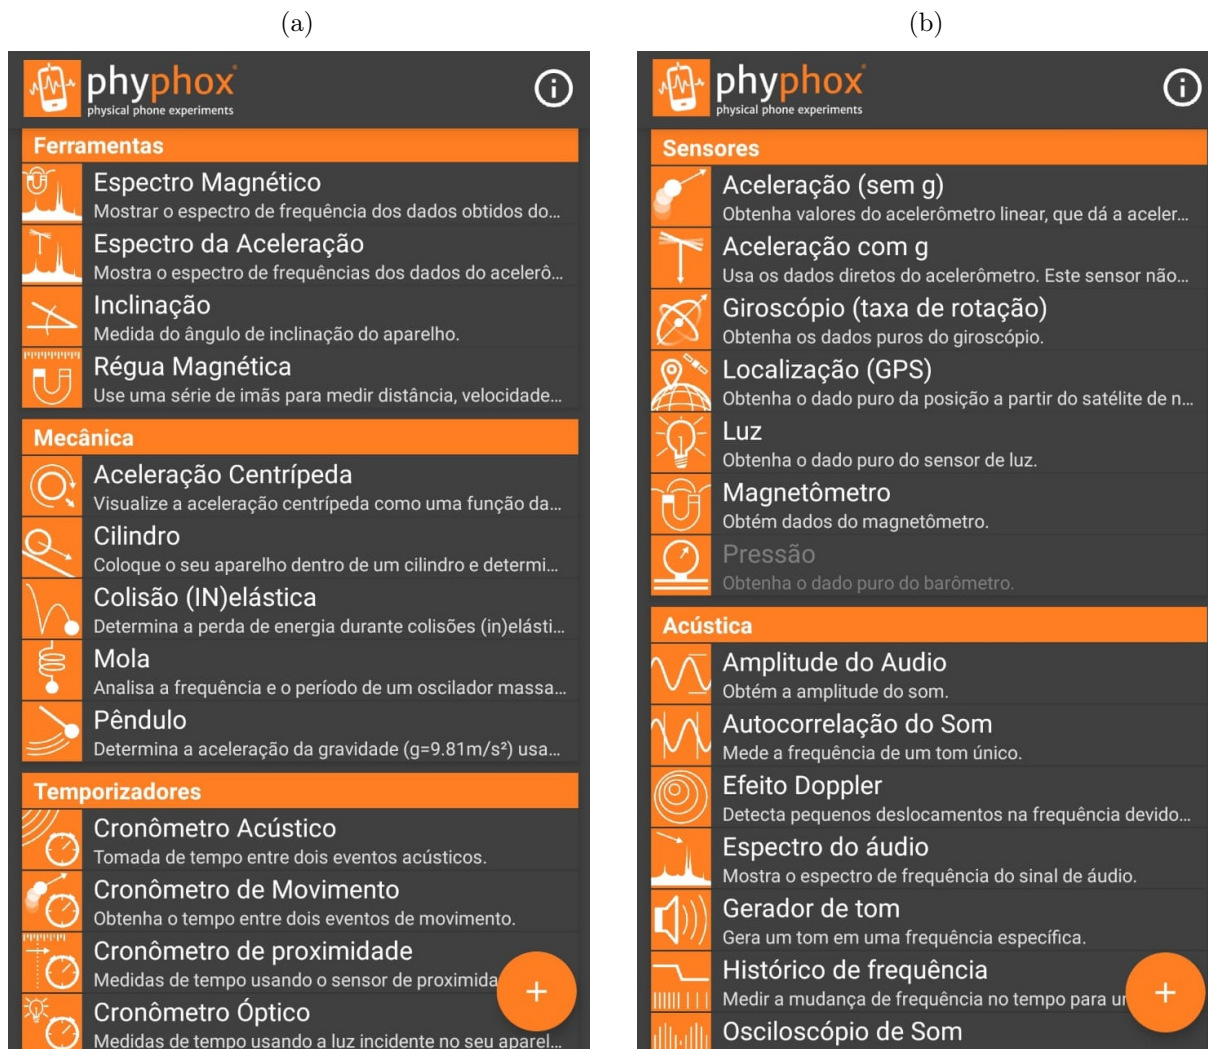 (a)
phyphox
physical phone experiments
Ferramentas
Espectro Magnético
Mostrar o espectro de frequência dos dados obtidos do...
Espectro da Aceleração
Mostra o espectro de frequências dos dados do acelerô...
Inclinação
Medida do ângulo de inclinação do aparelho.
Régua Magnética
Use uma série de imãs para medir distância, velocidade...
Mecânica
Aceleração Centrípeda
Visualize a aceleração centrípeda como uma função da...
Cilindro
Coloque o seu aparelho dentro de um cilindro e determi...
Colisão (IN)elástica
Determina a perda de energia durante colisões (in)elásti...
Mola
Analisa a frequência e o período de um oscilador massa...
Pêndulo
Determina a aceleração da gravidade (g=9.81m/s²) usa...
Temporizadores
Cronômetro Acústico
Tomada de tempo entre dois eventos acústicos.
Cronômetro de Movimento
Obtenha o tempo entre dois eventos de movimento.
Cronômetro de proximidade
Medidas de tempo usando o sensor de proximida
Cronômetro Óptico
Medidas de tempo usando a luz incidente no seu aparel...
(b)
phyphox
physical phone experiments
Sensores
Aceleração (sem g)
Obtenha valores do acelerômetro linear, que dá a aceler...
Aceleração com g
Usa os dados diretos do acelerômetro. Este sensor não...
Giroscópio (taxa de rotação)
Obtenha os dados puros do giroscópio.
Localização (GPS)
Obtenha o dado puro da posição a partir do satélite de n...
Luz
Obtenha o dado puro do sensor de luz.
Magnetômetro
Obtém dados do magnetômetro.
Pressão
Obtenha o dado puro do barômetro.
Acústica
Amplitude do Audio
Obtém a amplitude do som.
Autocorrelação do Som
Mede a frequência de um tom único.
Efeito Doppler
Detecta pequenos deslocamentos na frequência devido...
Espectro do áudio
Mostra o espectro de frequência do sinal de áudio.
Gerador de tom
Gera um tom em uma frequência específica.
Histórico de frequência
Medir a mudança de frequência no tempo para
Osciloscópio de Som